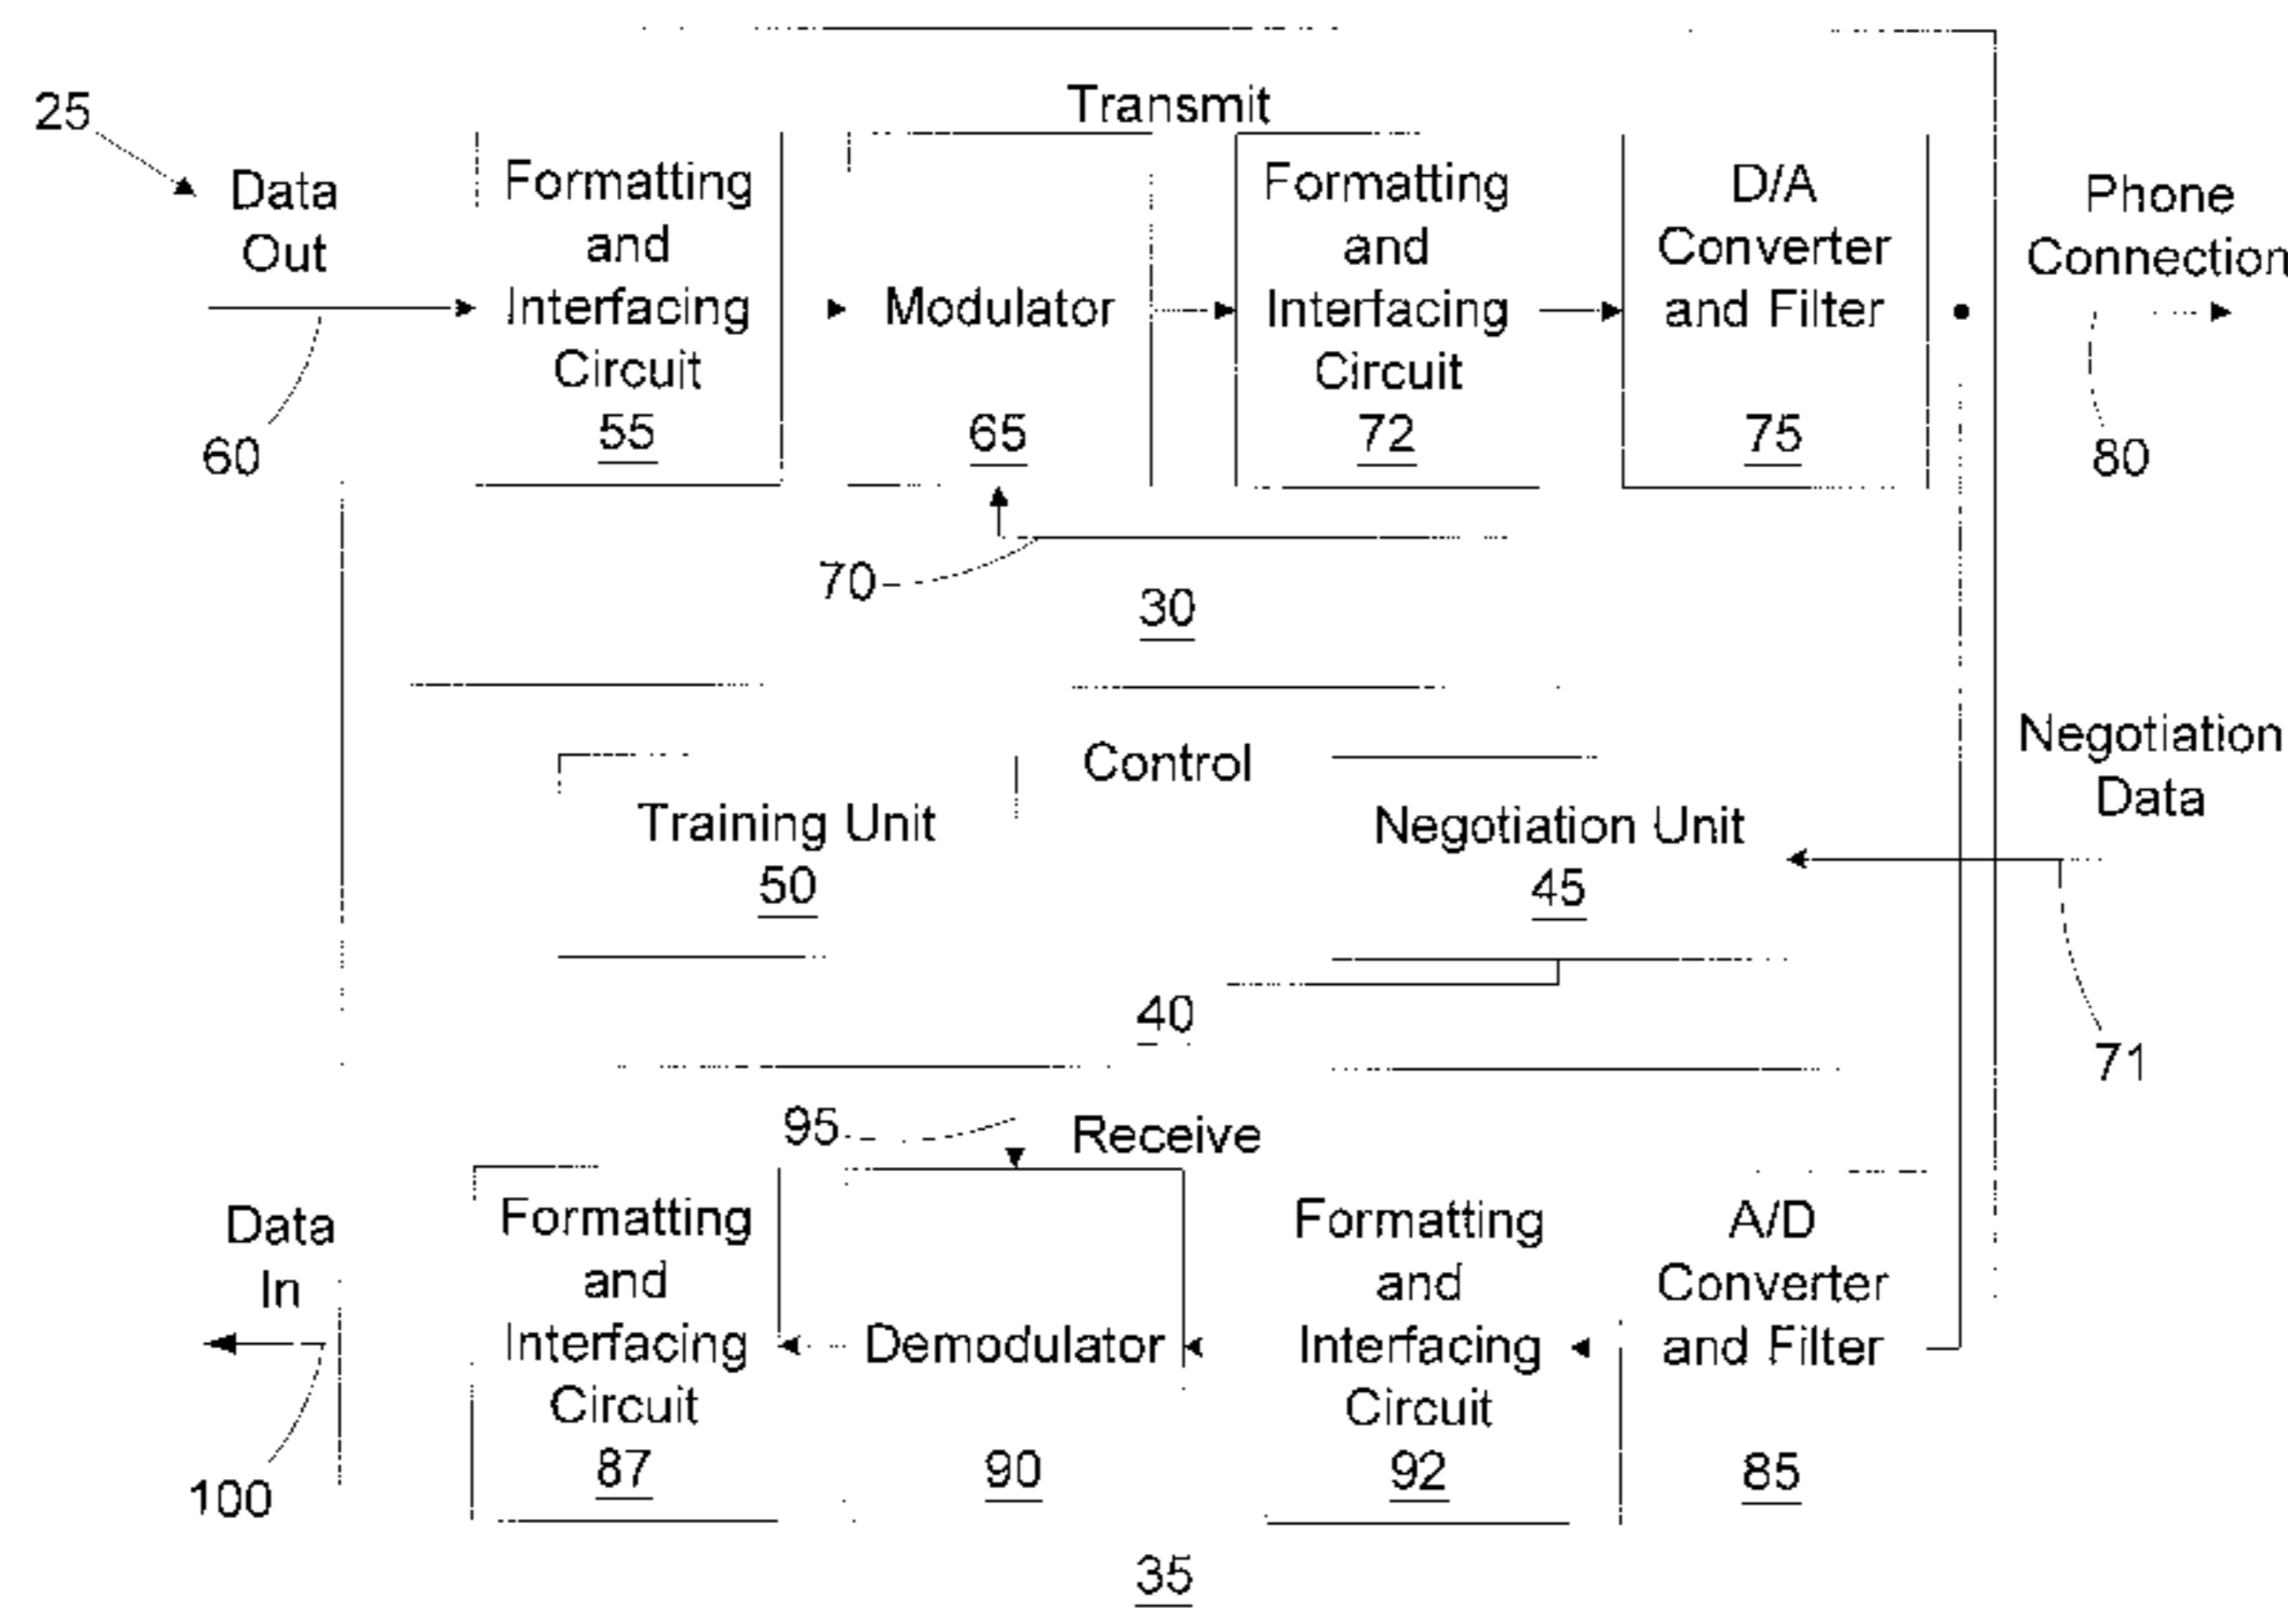 Transmit
25
Data
Out
60
Formatting
and
Interfacing
Circuit
55
Modulator
65
Formatting
and
Interfacing
Circuit
72
D/A
Converter
and Filter
75
Phone
Connection
80
70
30
Control
Training Unit
50
Negotiation Unit
45
Negotiation
Data
71
40
95
Receive
Data
In
100
Formatting
and
Interfacing
Circuit
87
Demodulator
90
Formatting
and
Interfacing
Circuit
92
A/D
Converter
and Filter
85
35